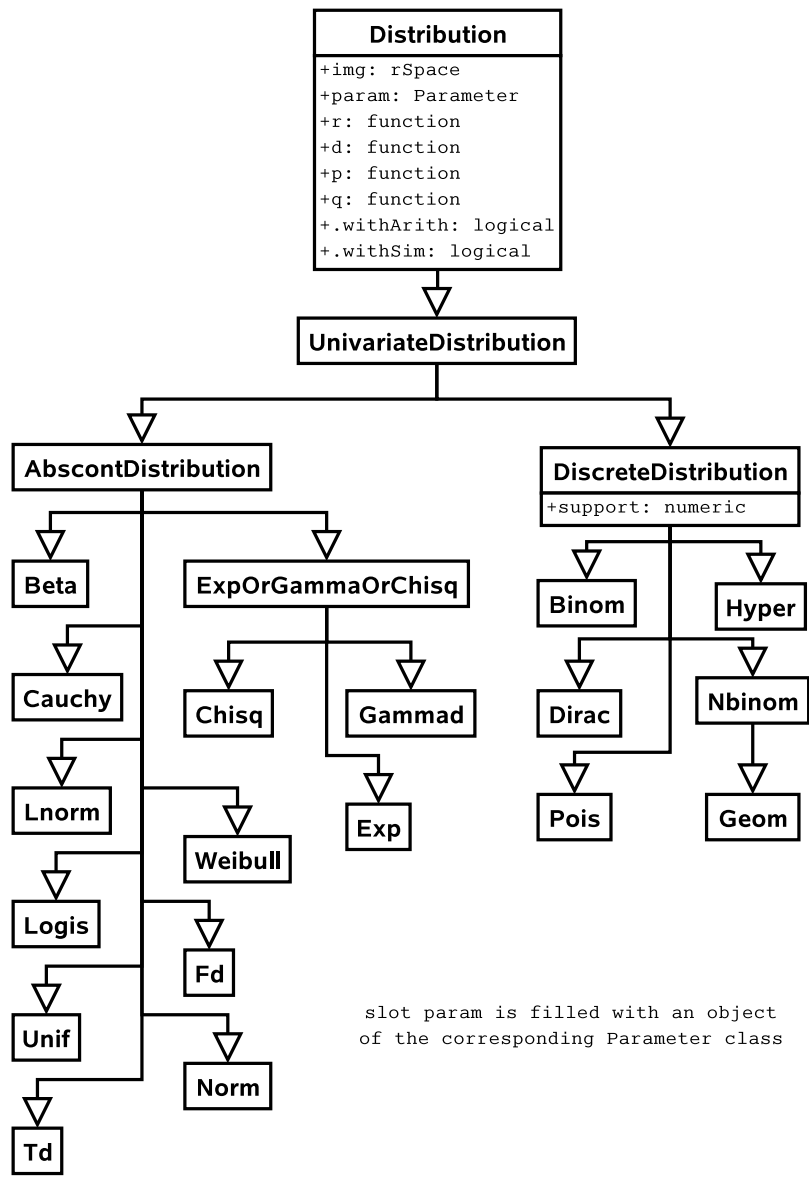 Distribution
+img: rSpace
+param: Parameter
+r: function
+d: function
+p: function
+q: function
+.withArith: logical
+.withSim: logical
UnivariateDistribution
AbscontDistribution
DiscreteDistribution
+support: numeric
Beta
ExpOrGammaOrChisq
Binom
Hyper
Cauchy
Chisq
Gammad
Dirac
Nbinom
Lnorm
Exp
Pois
Geom
Weibull
Logis
Fd
Unif
Norm
Td
slot param is filled with an object
of the corresponding Parameter class